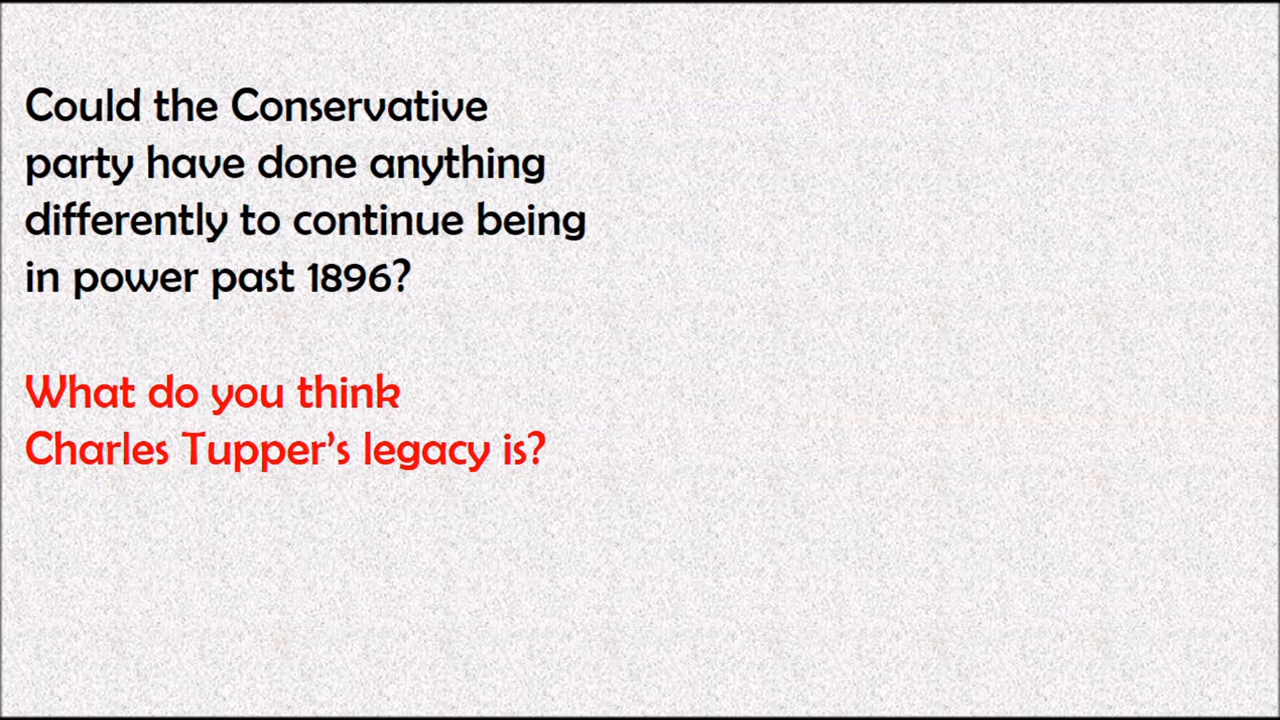 Could the Conservative
party have done anything
differently to continue being
in power past 1896?
What do you think
Charles Tupper’s legacy is?